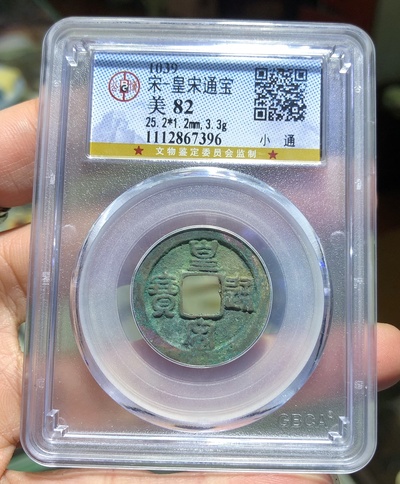 1039
宋·皇宋通宝
美 82
25.2*1.2mm,3.3g
1112867396 小通
文物鉴定委员会监制
皇宋通寶
GBCA